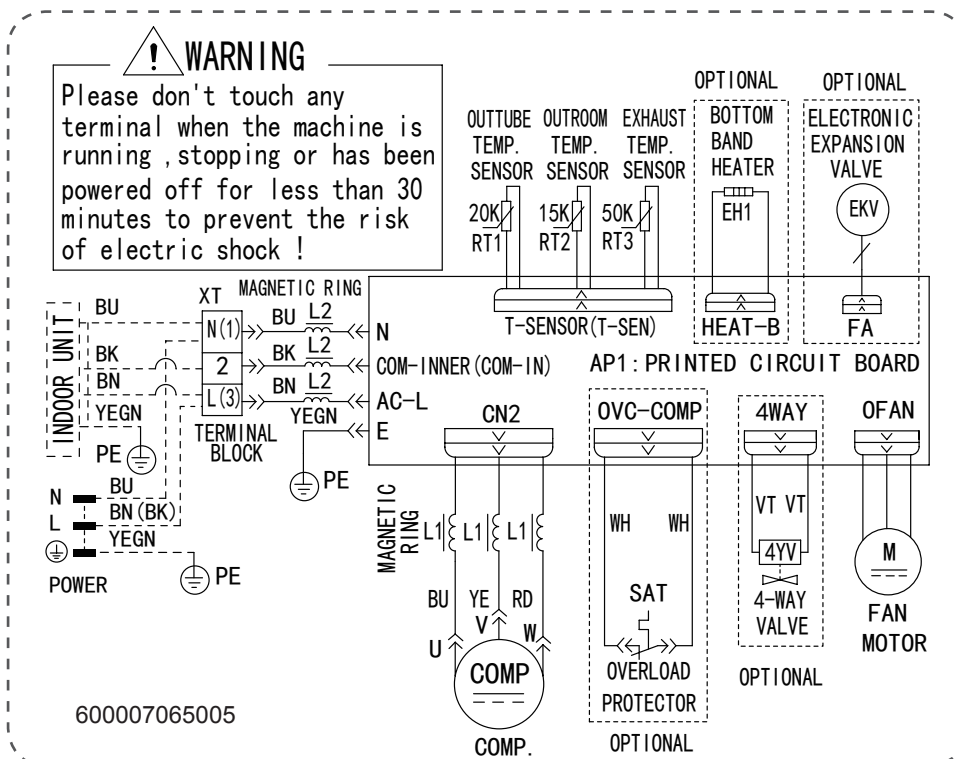 WARNING
Please don't touch any
terminal when the machine is
running ,stopping or has been
powered off for less than 30
minutes to prevent the risk
of electric shock !
OUTTUBE
TEMP.
SENSOR
OUTROOM
TEMP.
SENSOR
EXHAUST
TEMP.
SENSOR
20K
RT1
15K
RT2
50K
RT3
T-SENSOR(T-SEN)
OPTIONAL
BOTTOM
BAND
HEATER
EH1
HEAT-B
OPTIONAL
ELECTRONIC
EXPANSION
VALVE
EKV
FA
INDOOR UNIT
BU
BK
BN
YEGN
PE
XT
N(1)
2
L(3)
TERMINAL
BLOCK
MAGNETIC RING
BU
L2
BK
L2
BN
L2
YEGN
PE
N
COM-INNER(COM-IN)
AC-L
E
AP1:PRINTED CIRCUIT BOARD
N
L
POWER
BU
BN(BK)
YEGN
PE
CN2
MAGNETIC
RING
L1
L1
L1
BU
YE
RD
U
V
W
COMP
COMP.
OVC-COMP
WH
WH
SAT
OVERLOAD
PROTECTOR
OPTIONAL
4WAY
VT
VT
4YV
4-WAY
VALVE
OPTIONAL
OFAN
M
FAN
MOTOR
600007065005